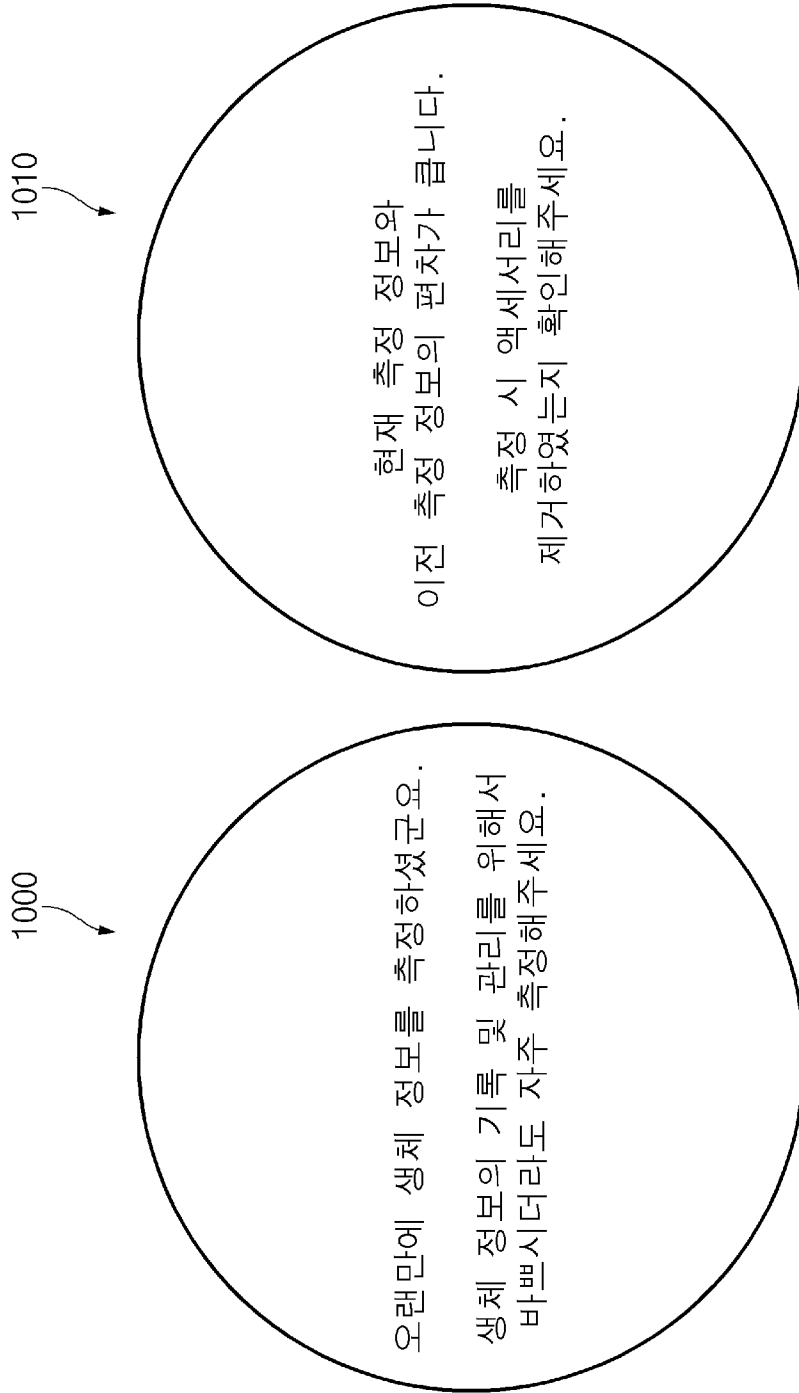 1000
오랜만에 생체 정보를 측정하셨군요.
생체 정보의 기록 및 관리를 위해서
바쁘시더라도 자주 측정해주세요.
1010
현재 측정 정보와
이전 측정 정보의 편차가 큽니다.
측정 시 액세서리를
제거하였는지 확인해주세요.